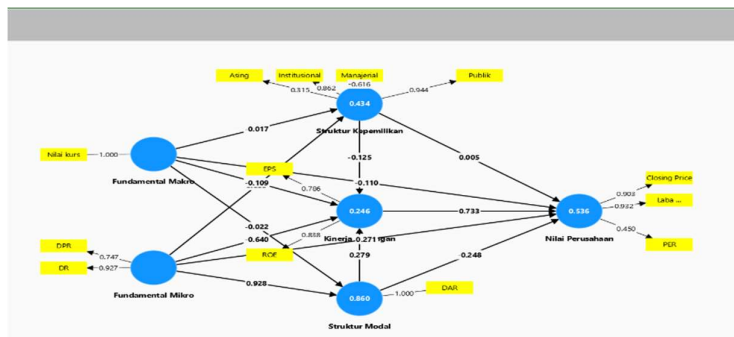 Asing
Institusional
Manajerial
Publik
0.315
0.862
-0.616
0.944
0.434
Struktur Kepemilikan
Nilai kurs
1.000
Fundamental Makro
-0.017
-0.109
-0.022
EPS
0.706
-0.125
-0.110
0.005
0.246
0.733
0.536
Nilai Perusahaan
Closing Price
0.903
Laba ...
0.932
0.450
PER
DPR
0.747
DR
0.927
Fundamental Mikro
-0.640
0.928
ROE
0.838
0.271
0.279
-0.248
0.860
Struktur Modal
1.000
DAR